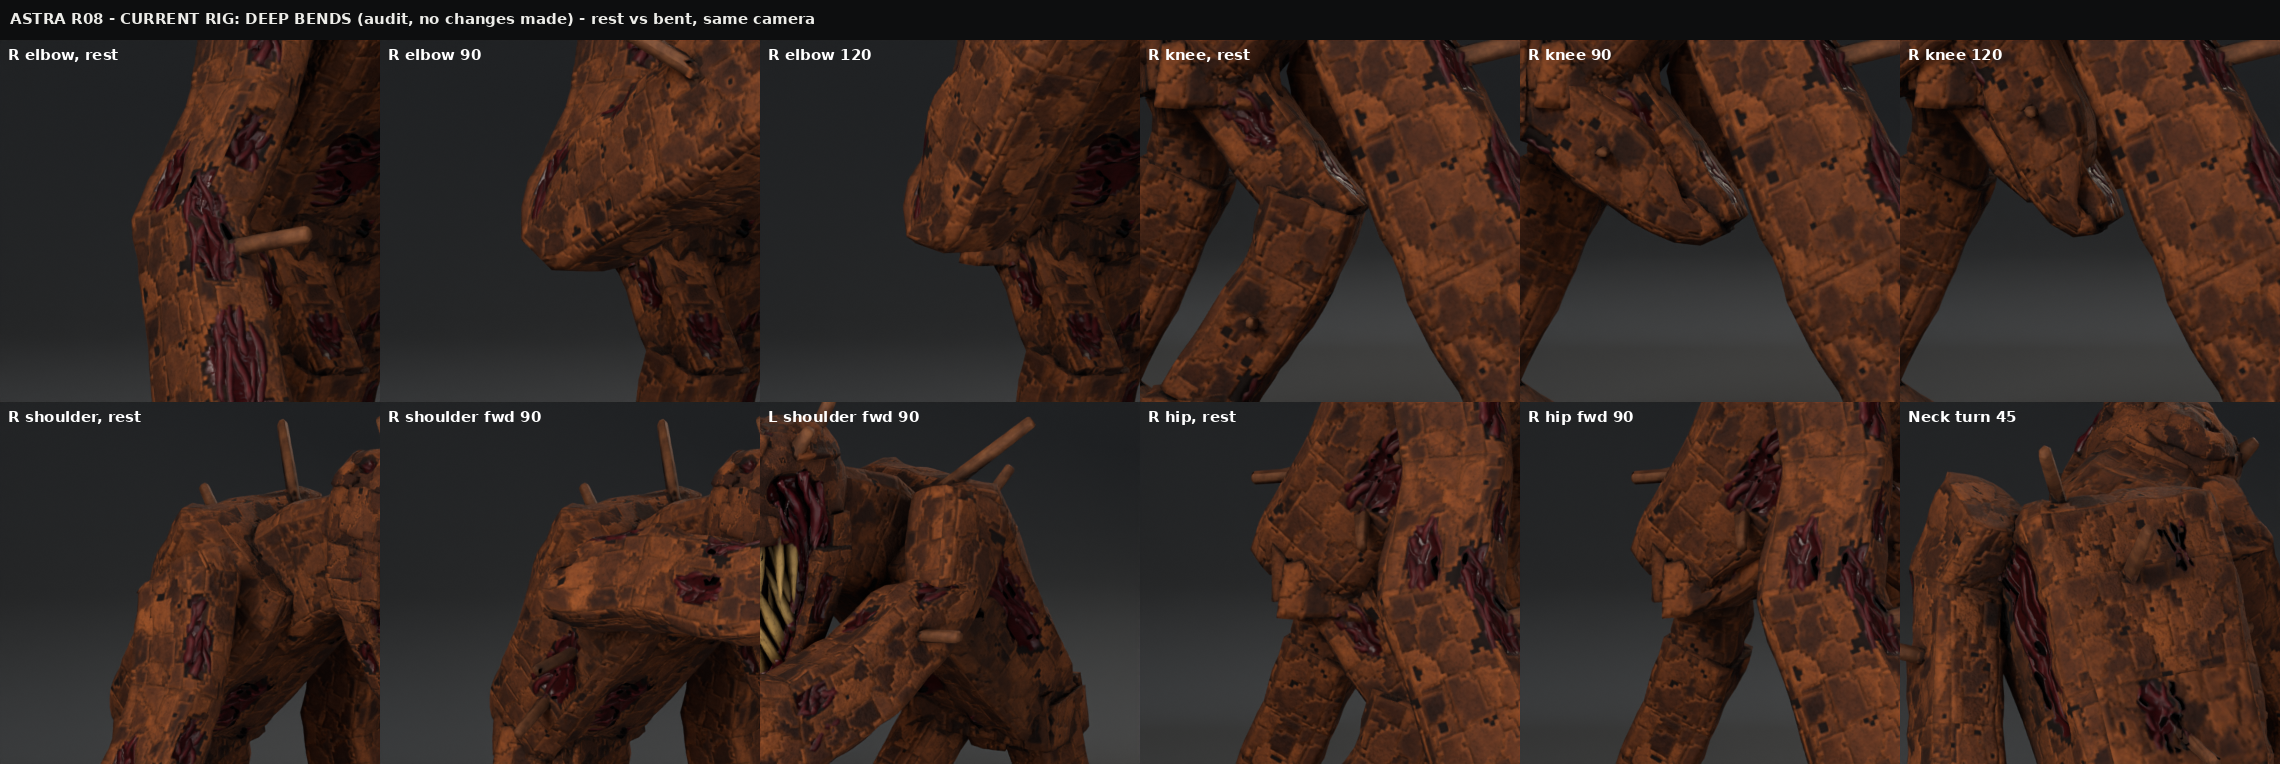 ASTRA R08 - CURRENT RIG: DEEP BENDS (audit, no changes made) - rest vs bent, same camera
R elbow, rest
R elbow 90
R elbow 120
R knee, rest
R knee 90
R knee 120
R shoulder, rest
R shoulder fwd 90
L shoulder fwd 90
R hip, rest
R hip fwd 90
Neck turn 45